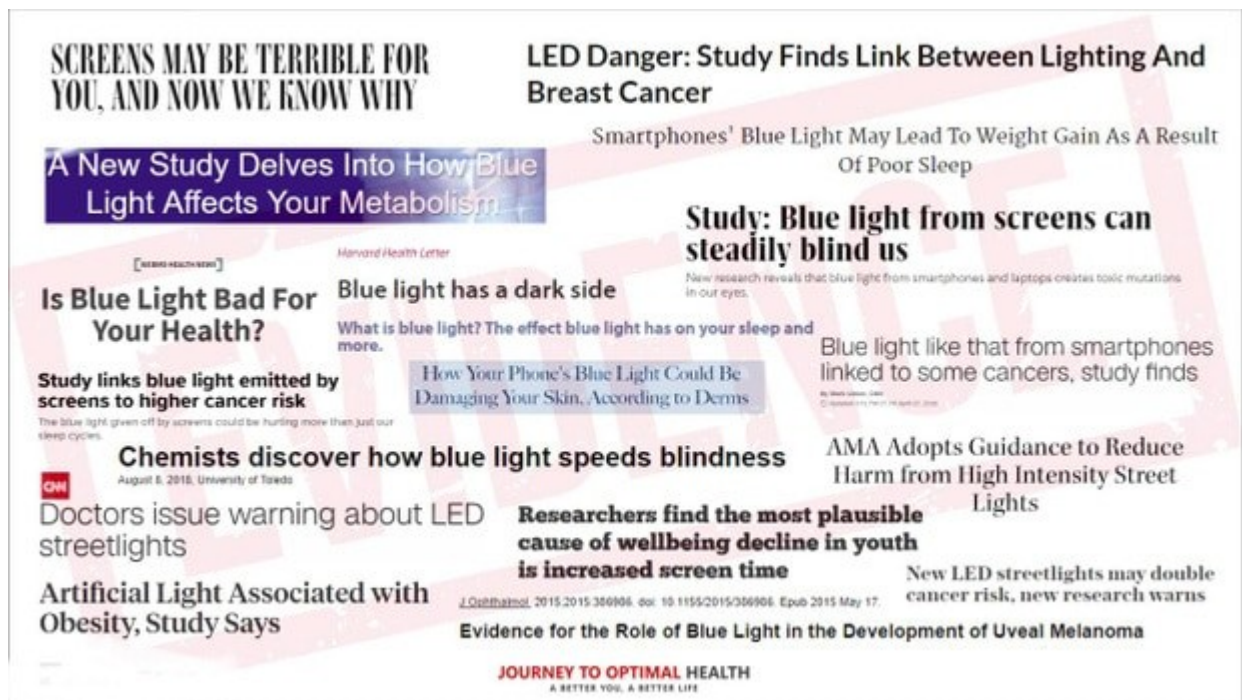 SCREENS MAY BE TERRIBLE FOR
YOU, AND NOW WE KNOW WHY
LED Danger: Study Finds Link Between Lighting And
Breast Cancer
Smartphones' Blue Light May Lead To Weight Gain As A Result
Of Poor Sleep
A New Study Delves Into How Blue
Light Affects Your Metabolism
Study: Blue light from screens can
steadily blind us
New research reveals that blue light from smartphones and laptops creates toxic mutations
in our eyes.
Is Blue Light Bad For
Your Health?
Harvard Health Letter
Blue light has a dark side
What is blue light? The effect blue light has on your sleep and
more.
Blue light like that from smartphones
linked to some cancers, study finds
Study links blue light emitted by
screens to higher cancer risk
The blue light given off by screens could be hurting more than just our
sleep cycles.
How Your Phone's Blue Light Could Be
Damaging Your Skin, According to Derms
Chemists discover how blue light speeds blindness
August 8, 2018, University of Toledo
AMA Adopts Guidance to Reduce
Harm from High Intensity Street
Lights
CNN
Doctors issue warning about LED
streetlights
Researchers find the most plausible
cause of wellbeing decline in youth
is increased screen time
Artificial Light Associated with
Obesity, Study Says
New LED streetlights may double
cancer risk, new research warns
J Ophthalmol. 2015;2015:386986. doi: 10.1155/2015/386986. Epub 2015 May 17.
Evidence for the Role of Blue Light in the Development of Uveal Melanoma
EVIDENCE
JOURNEY TO OPTIMAL HEALTH
A BETTER YOU, A BETTER LIFE